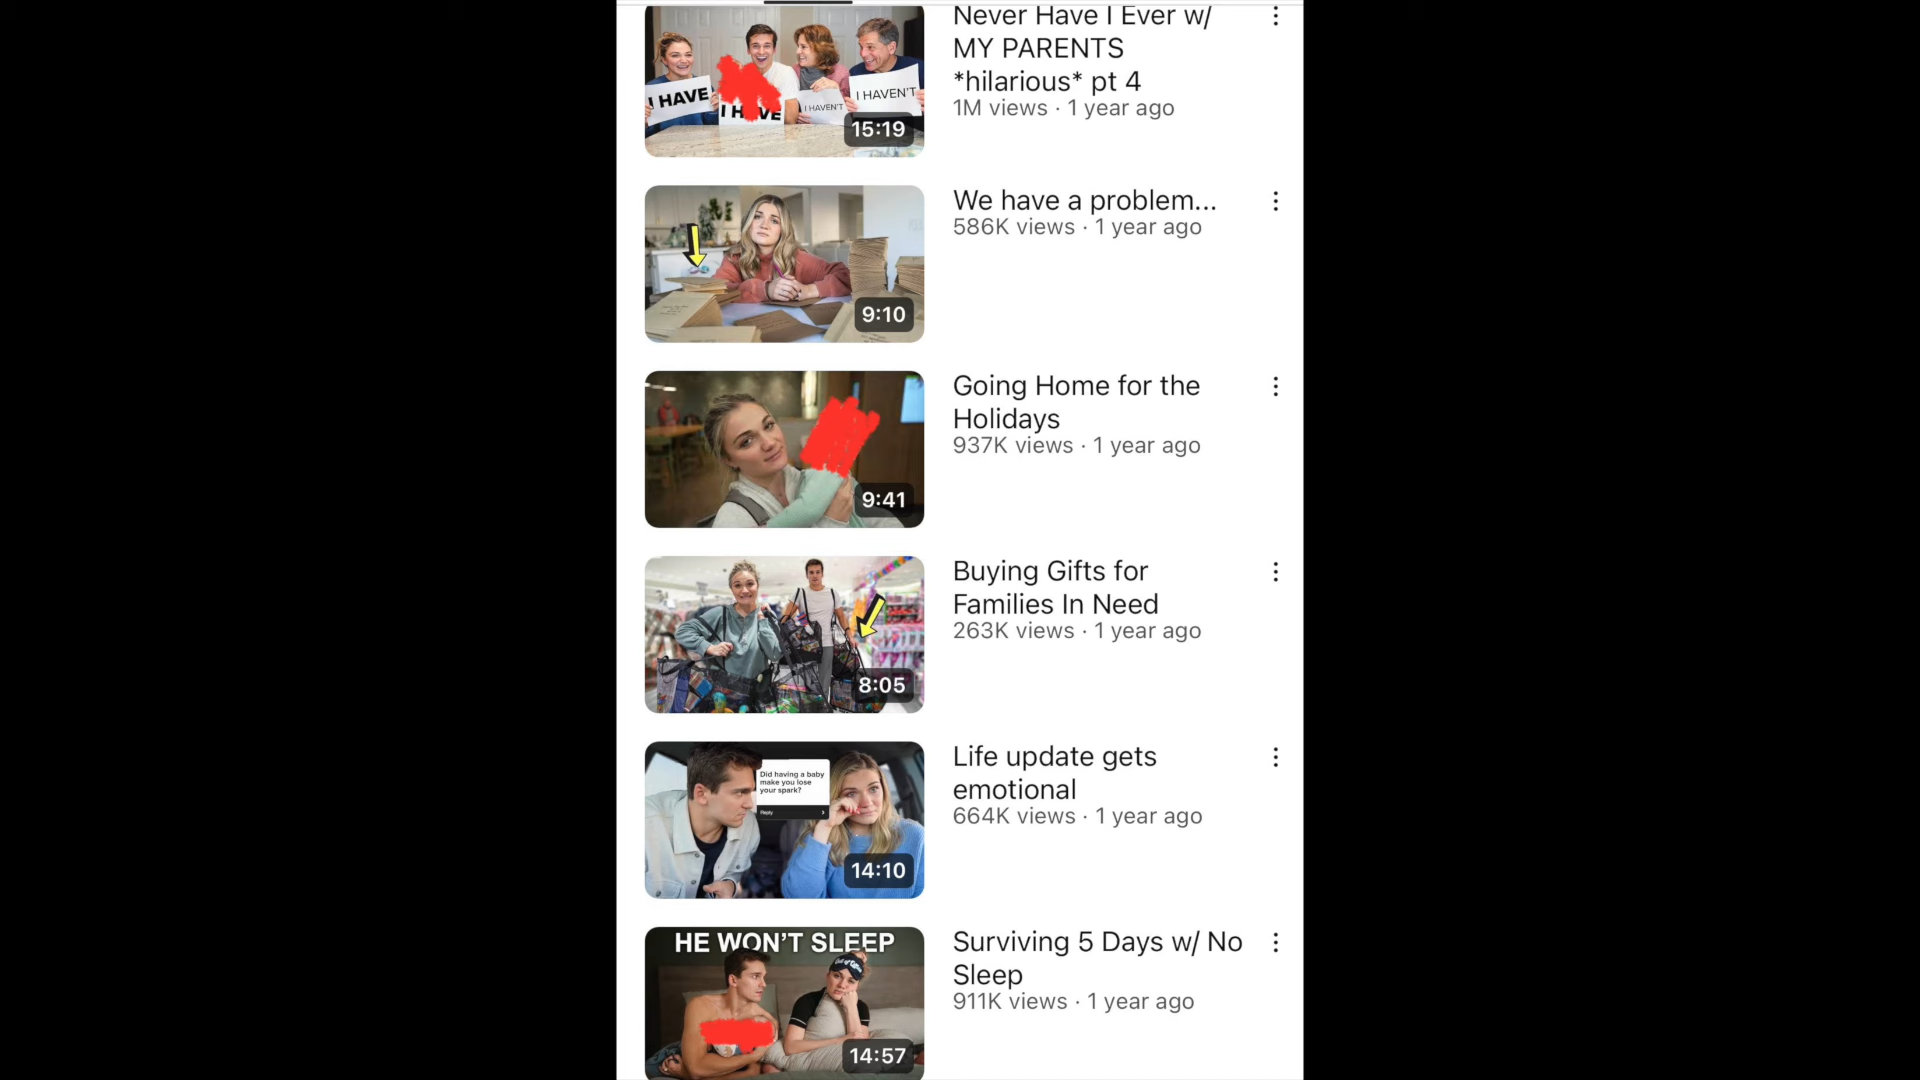 Never Have I Ever w/
MY PARENTS
*hilarious* pt 4
1M views · 1 year ago
I HAVE
I HAVE
I HAVEN'T
I HAVEN'T
15:19
We have a problem...
586K views · 1 year ago
9:10
Going Home for the
Holidays
937K views · 1 year ago
9:41
Buying Gifts for
Families In Need
263K views · 1 year ago
8:05
Life update gets
emotional
664K views · 1 year ago
Did having a baby
make you lose
your spark?
Reply
14:10
HE WON'T SLEEP
Surviving 5 Days w/ No
Sleep
911K views · 1 year ago
14:57